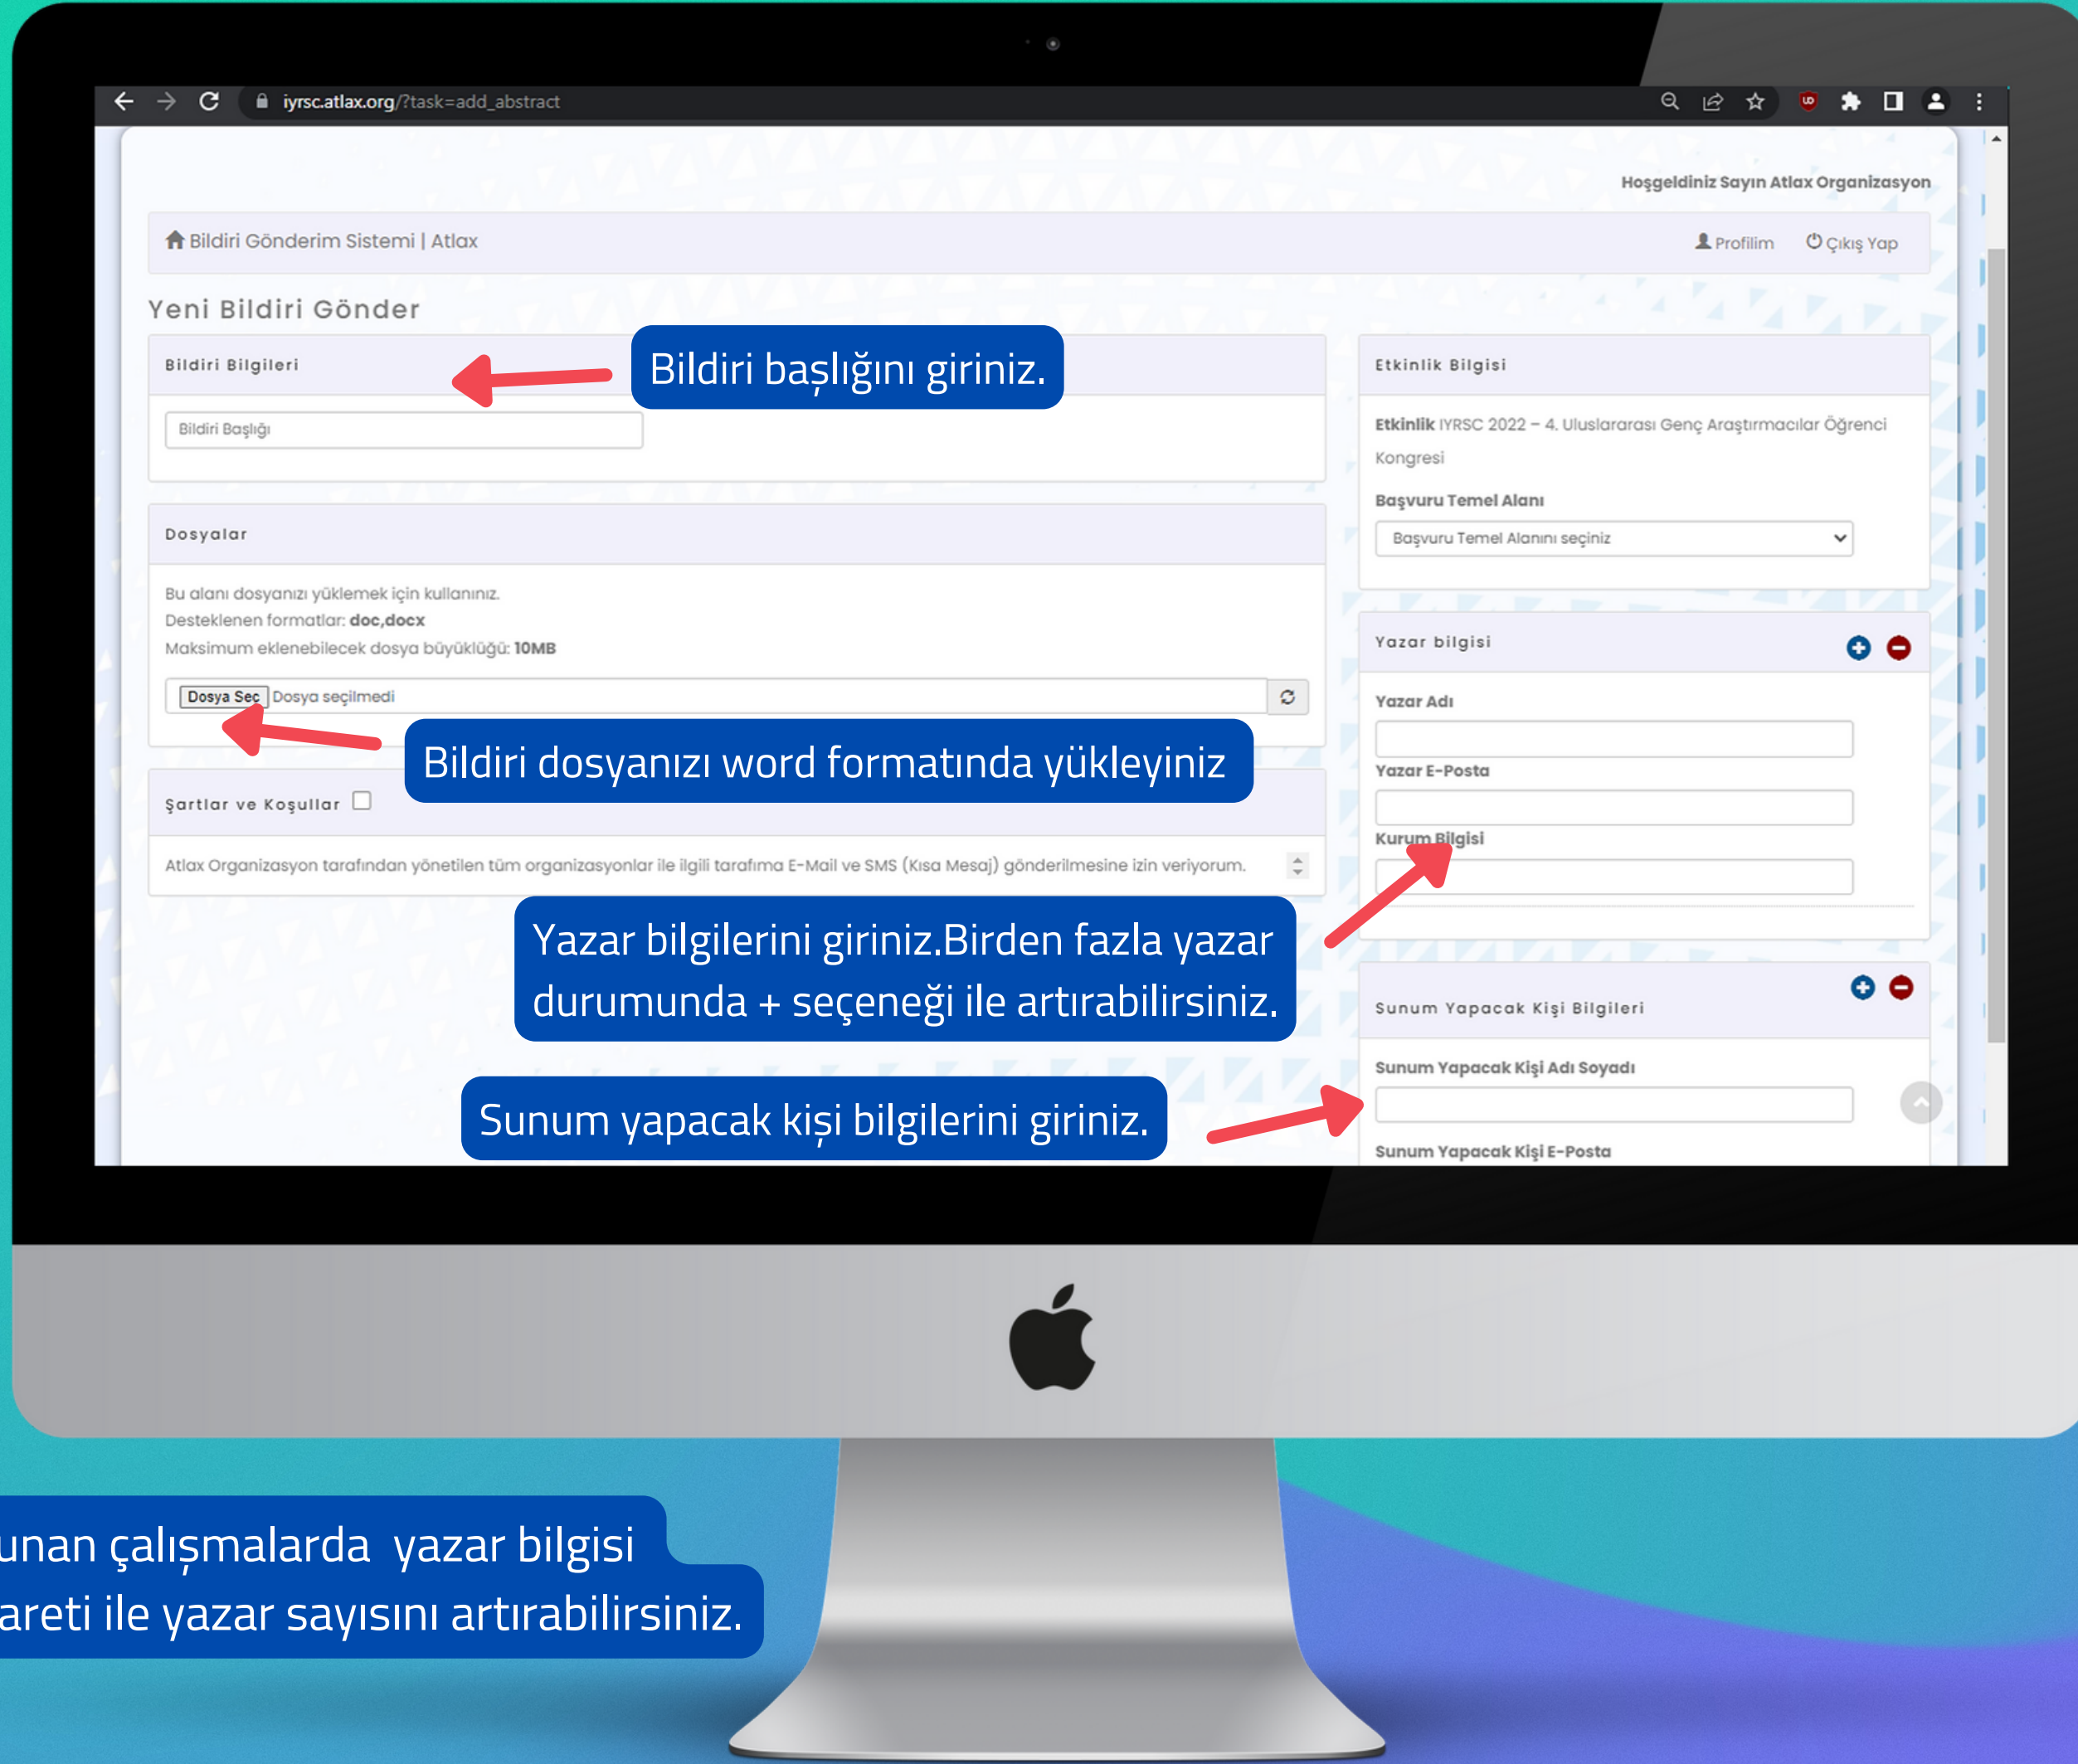 iyrsc.atlax.org/?task=add_abstract
Hoşgeldiniz Sayın Atlax Organizasyon
Bildiri Gönderim Sistemi | Atlax
Profilim
Çıkış Yap
Yeni Bildiri Gönder
Bildiri Bilgileri
Bildiri başlığını giriniz.
Bildiri Başlığı
Dosyalar
Bu alanı dosyanızı yüklemek için kullanınız.
Desteklenen formatlar: doc,docx
Maksimum eklenebilecek dosya büyüklüğü: 10MB
Dosya Seç Dosya seçilmedi
Bildiri dosyanızı word formatında yükleyiniz
Şartlar ve Koşullar
Atlax Organizasyon tarafından yönetilen tüm organizasyonlar ile ilgili tarafıma E-Mail ve SMS (Kısa Mesaj) gönderilmesine izin veriyorum.
Yazar bilgilerini giriniz.Birden fazla yazar
durumunda + seçeneği ile artırabilirsiniz.
Sunum yapacak kişi bilgilerini giriniz.
Etkinlik Bilgisi
Etkinlik IYRSC 2022 – 4. Uluslararası Genç Araştırmacılar Öğrenci
Kongresi
Başvuru Temel Alanı
Başvuru Temel Alanını seçiniz
Yazar bilgisi
Yazar Adı
Yazar E-Posta
Kurum Bilgisi
Sunum Yapacak Kişi Bilgileri
Sunum Yapacak Kişi Adı Soyadı
Sunum Yapacak Kişi E-Posta
çalışmalarda yazar bilgisi
ile yazar sayısını artırabilirsiniz.